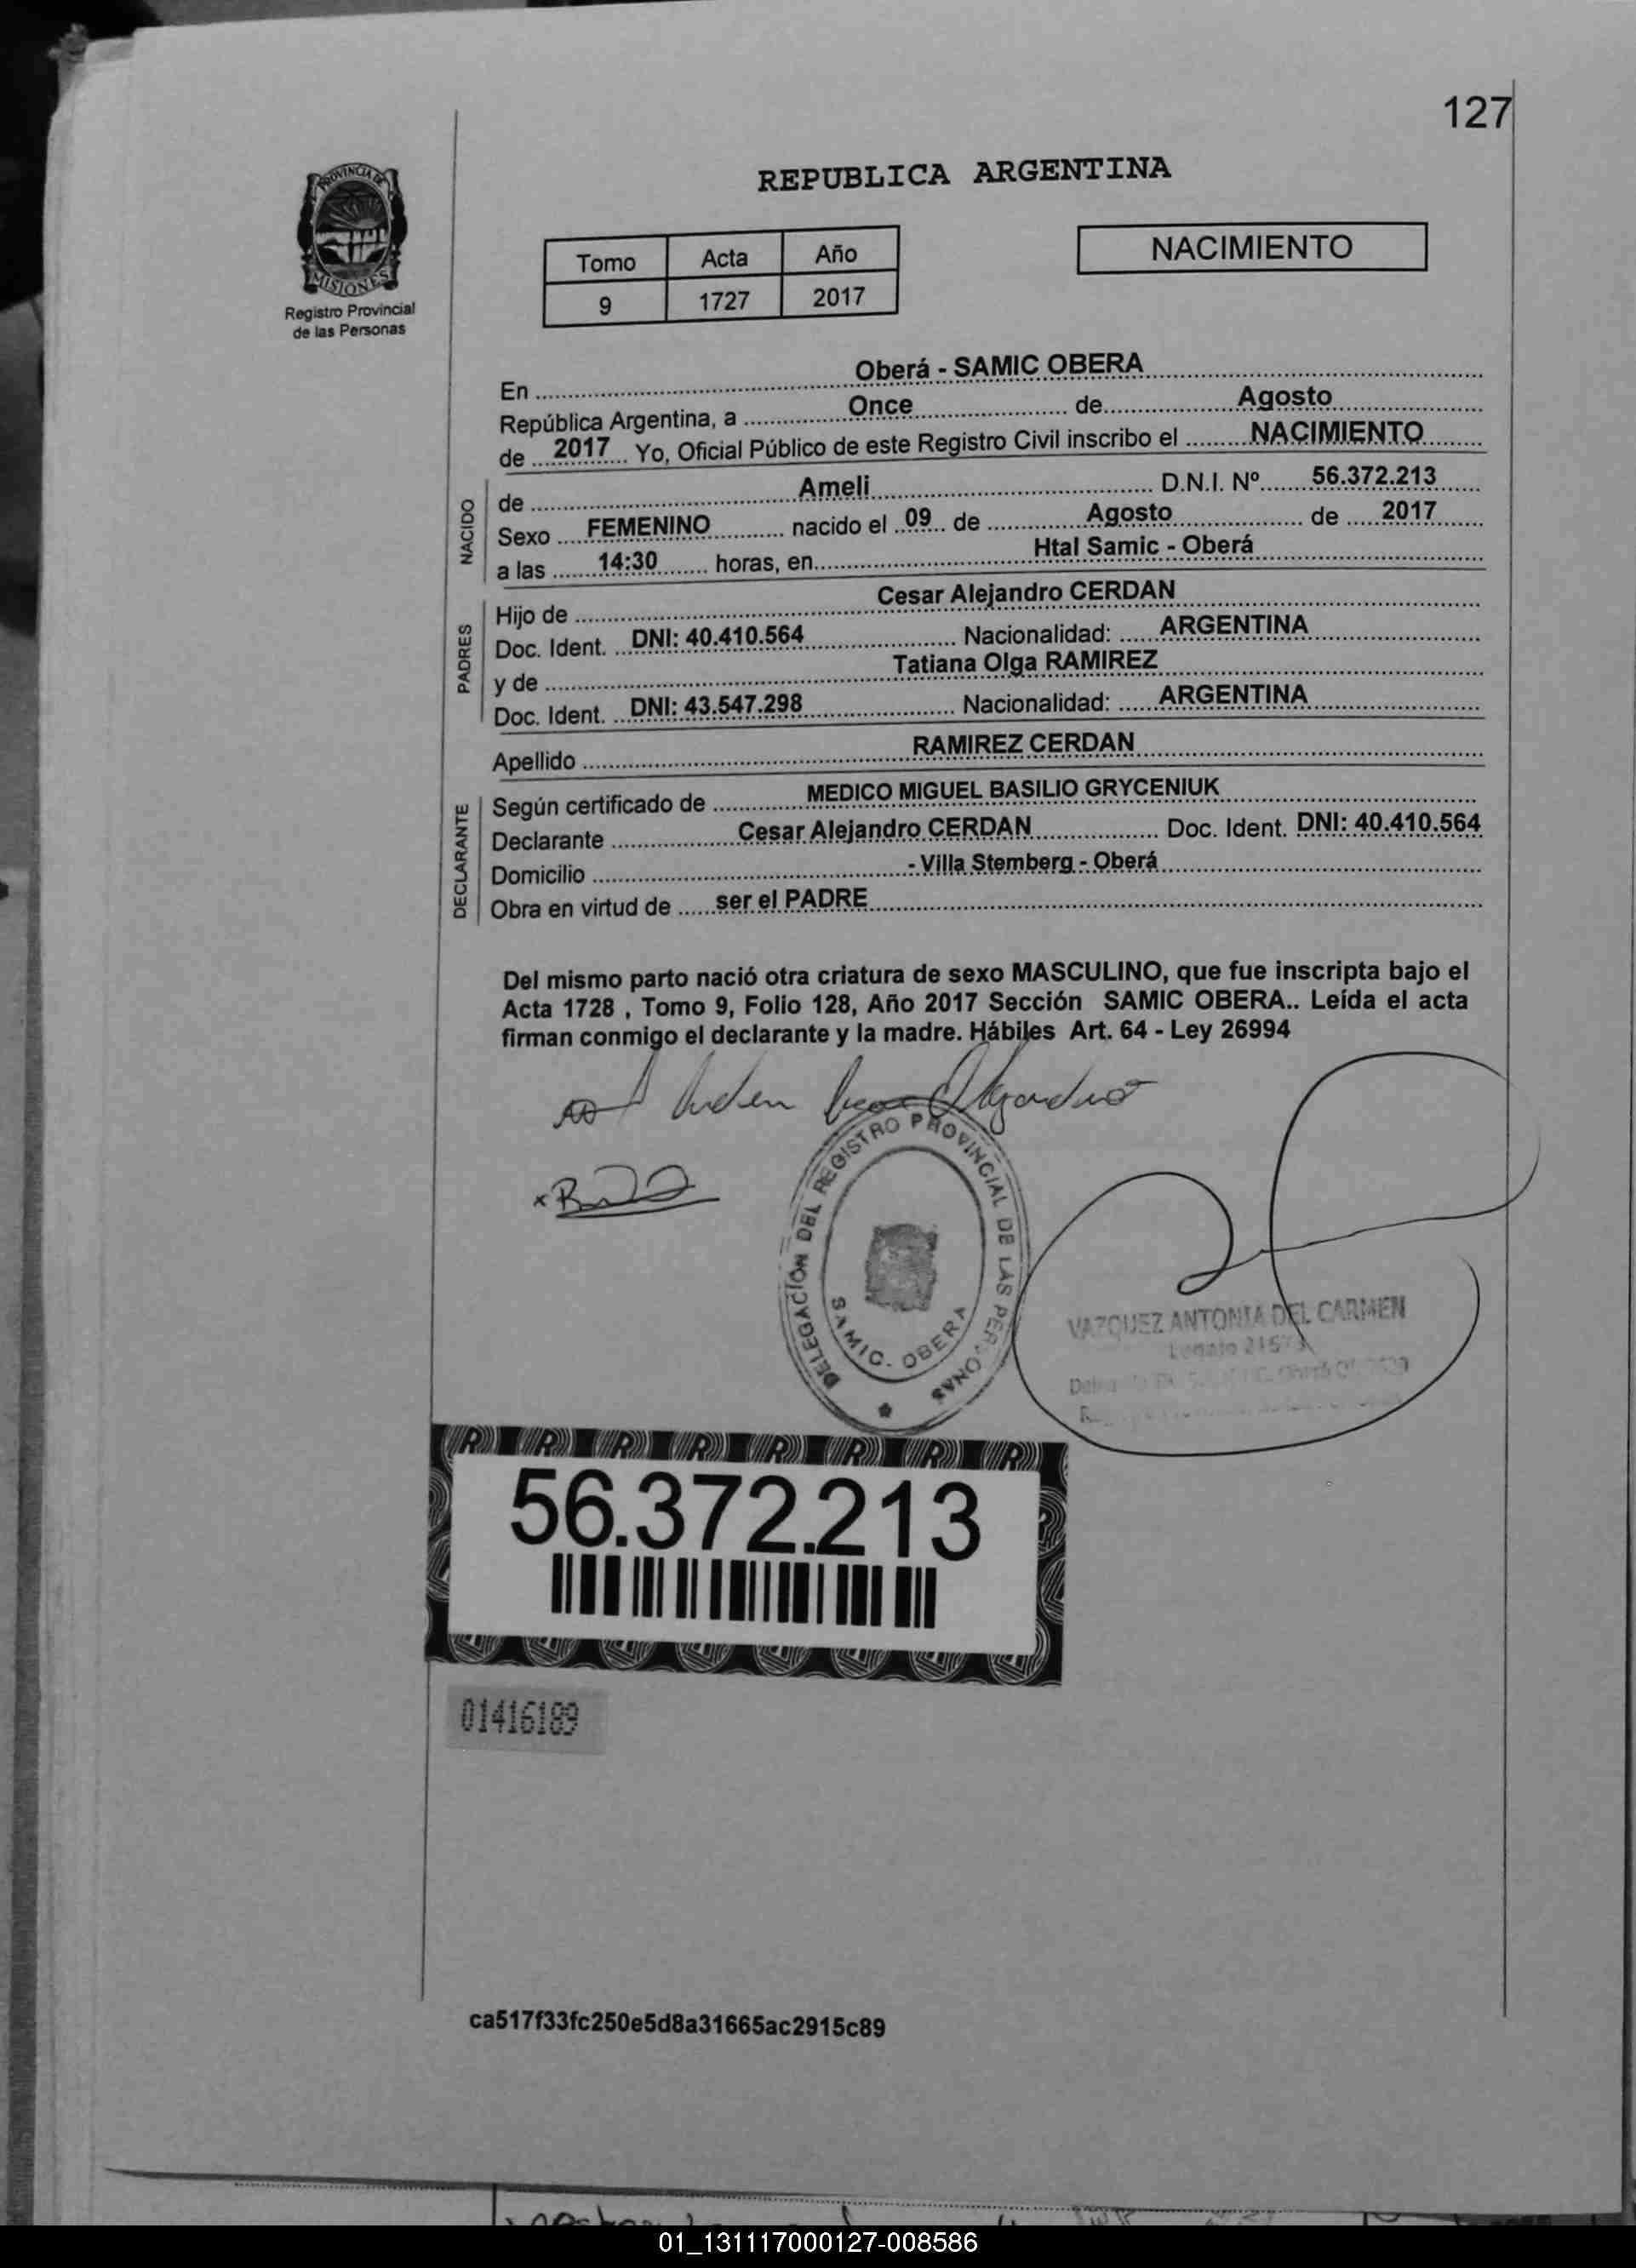 127
PROVINCIA DE
MISIONES
Registro Provincial
de las Personas
REPUBLICA ARGENTINA
Tomo Acta Año
9 1727 2017
NACIMIENTO
En Oberá - SAMIC OBERA
República Argentina, a Once de Agosto
de 2017 Yo, Oficial Público de este Registro Civil inscribo el NACIMIENTO
NACIDO
de Ameli D.N.I. Nº 56.372.213
Sexo FEMENINO nacido el 09 de Agosto de 2017
a las 14:30 horas, en Htal Samic - Oberá
PADRES
Hijo de Cesar Alejandro CERDAN
Doc. Ident. DNI: 40.410.564 Nacionalidad: ARGENTINA
y de Tatiana Olga RAMIREZ
Doc. Ident. DNI: 43.547.298 Nacionalidad: ARGENTINA
Apellido RAMIREZ CERDAN
DECLARANTE
Según certificado de MEDICO MIGUEL BASILIO GRYCENIUK
Declarante Cesar Alejandro CERDAN Doc. Ident. DNI: 40.410.564
Domicilio - Villa Stemberg - Oberá
Obra en virtud de ser el PADRE
Del mismo parto nació otra criatura de sexo MASCULINO, que fue inscripta bajo el
Acta 1728 , Tomo 9, Folio 128, Año 2017 Sección SAMIC OBERA.. Leída el acta
firman conmigo el declarante y la madre. Hábiles Art. 64 - Ley 26994
DELEGACIÓN DEL REGISTRO PROVINCIAL DE LAS PERSONAS
SAMIC. OBERA
VAZQUEZ ANTONIA DEL CARMEN
56.372.213
01416189
ca517f33fc250e5d8a31665ac2915c89
01_131117000127-008586